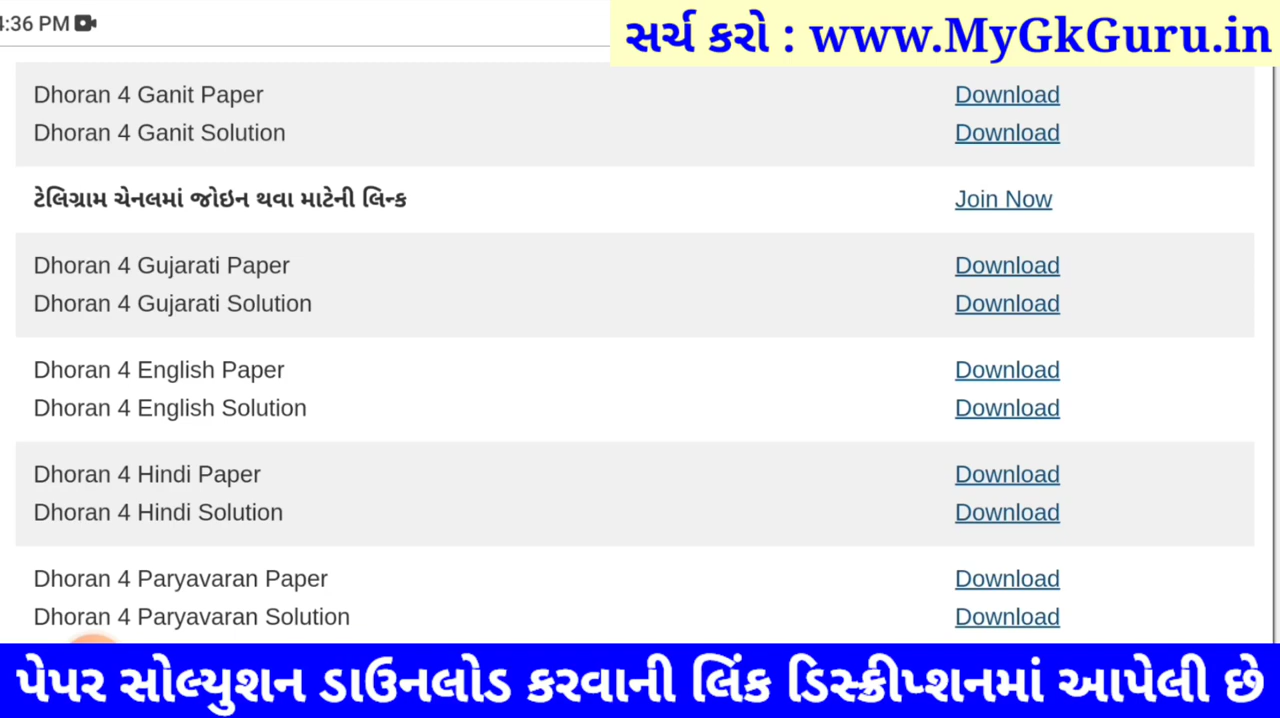 4:36 PM
સર્ચ કરો : www.MyGkGuru.in
Dhoran 4 Ganit Paper Download
Dhoran 4 Ganit Solution Download
ટેલિગ્રામ ચેનલમાં જોઇન થવા માટેની લિન્ક Join Now
Dhoran 4 Gujarati Paper Download
Dhoran 4 Gujarati Solution Download
Dhoran 4 English Paper Download
Dhoran 4 English Solution Download
Dhoran 4 Hindi Paper Download
Dhoran 4 Hindi Solution Download
Dhoran 4 Paryavaran Paper Download
Dhoran 4 Paryavaran Solution Download
પેપર સોલ્યુશન ડાઉનલોડ કરવાની લિંક ડિસ્ક્રીપ્શનમાં આપેલી છે